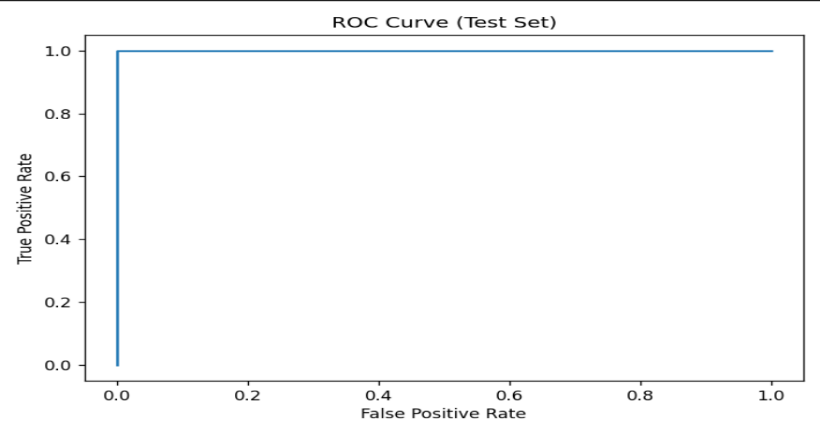 ROC Curve (Test Set)
1.0
0.8
0.6
0.4
0.2
0.0
True Positive Rate
0.0 0.2 0.4 0.6 0.8 1.0
False Positive Rate